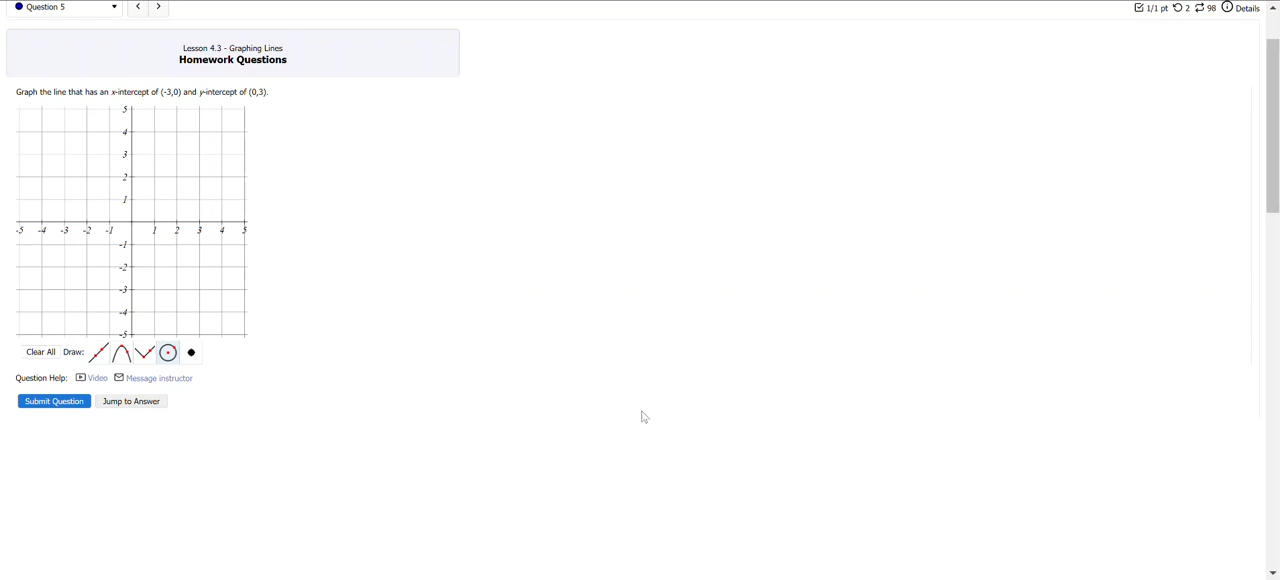 Question 5
1/1 pt 2 98 Details
Lesson 4.3 - Graphing Lines
Homework Questions
Graph the line that has an x-intercept of (-3,0) and y-intercept of (0,3).
5
4
3
2
1
-5 -4 -3 -2 -1 1 2 3 4 5
-1
-2
-3
-4
-5
Clear All Draw:
Question Help: Video Message instructor
Submit Question Jump to Answer